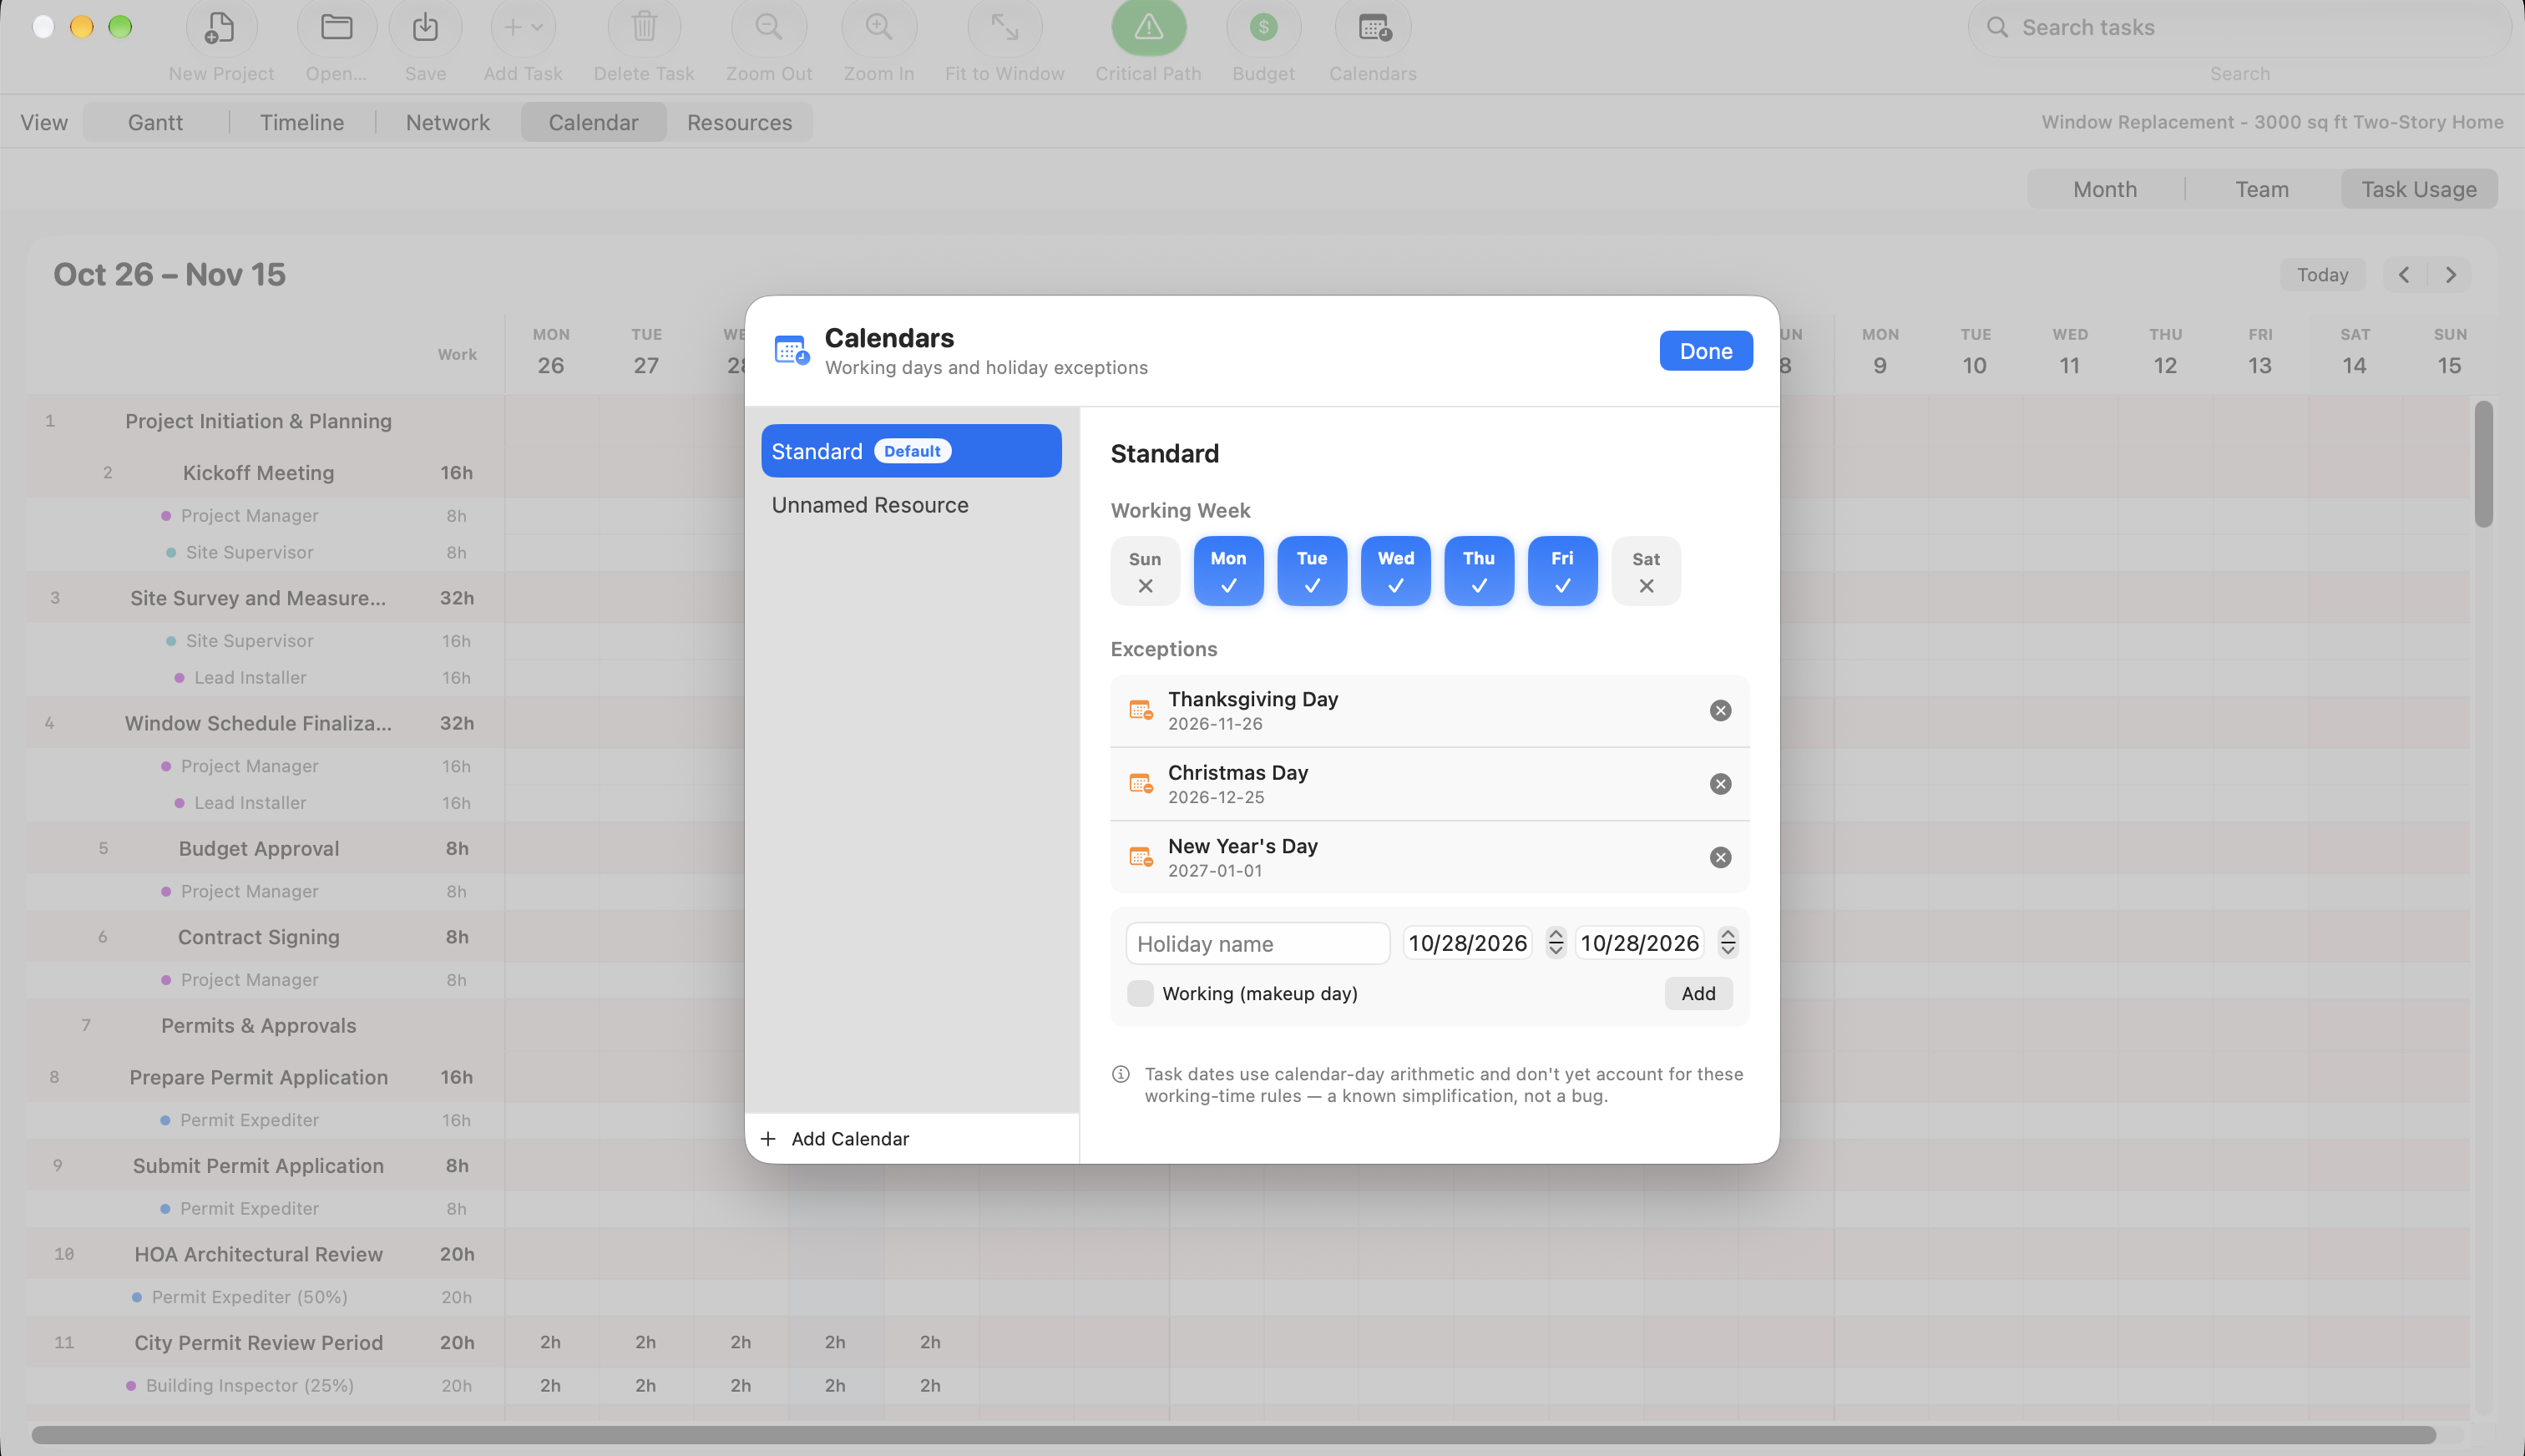 New Project Open... Save Add Task Delete Task Zoom Out Zoom In Fit to Window Critical Path Budget Calendars
Search tasks
Search
View Gantt Timeline Network Calendar Resources
Window Replacement - 3000 sq ft Two-Story Home
Month Team Task Usage
Oct 26 – Nov 15
Today
Work
MON 26
TUE 27
MON 9
TUE 10
WED 11
THU 12
FRI 13
SAT 14
SUN 15
1 Project Initiation & Planning
2 Kickoff Meeting 16h
Project Manager 8h
Site Supervisor 8h
3 Site Survey and Measure... 32h
Site Supervisor 16h
Lead Installer 16h
4 Window Schedule Finaliza... 32h
Project Manager 16h
Lead Installer 16h
5 Budget Approval 8h
Project Manager 8h
6 Contract Signing 8h
Project Manager 8h
7 Permits & Approvals
8 Prepare Permit Application 16h
Permit Expediter 16h
9 Submit Permit Application 8h
Permit Expediter 8h
10 HOA Architectural Review 20h
Permit Expediter (50%) 20h
11 City Permit Review Period 20h 2h 2h 2h 2h 2h
Building Inspector (25%) 20h 2h 2h 2h 2h 2h
Calendars
Working days and holiday exceptions
Done
Standard Default
Unnamed Resource
Add Calendar
Standard
Working Week
Sun Mon Tue Wed Thu Fri Sat
Exceptions
Thanksgiving Day
2026-11-26
Christmas Day
2026-12-25
New Year's Day
2027-01-01
Holiday name 10/28/2026 10/28/2026
Working (makeup day) Add
Task dates use calendar-day arithmetic and don't yet account for these
working-time rules — a known simplification, not a bug.